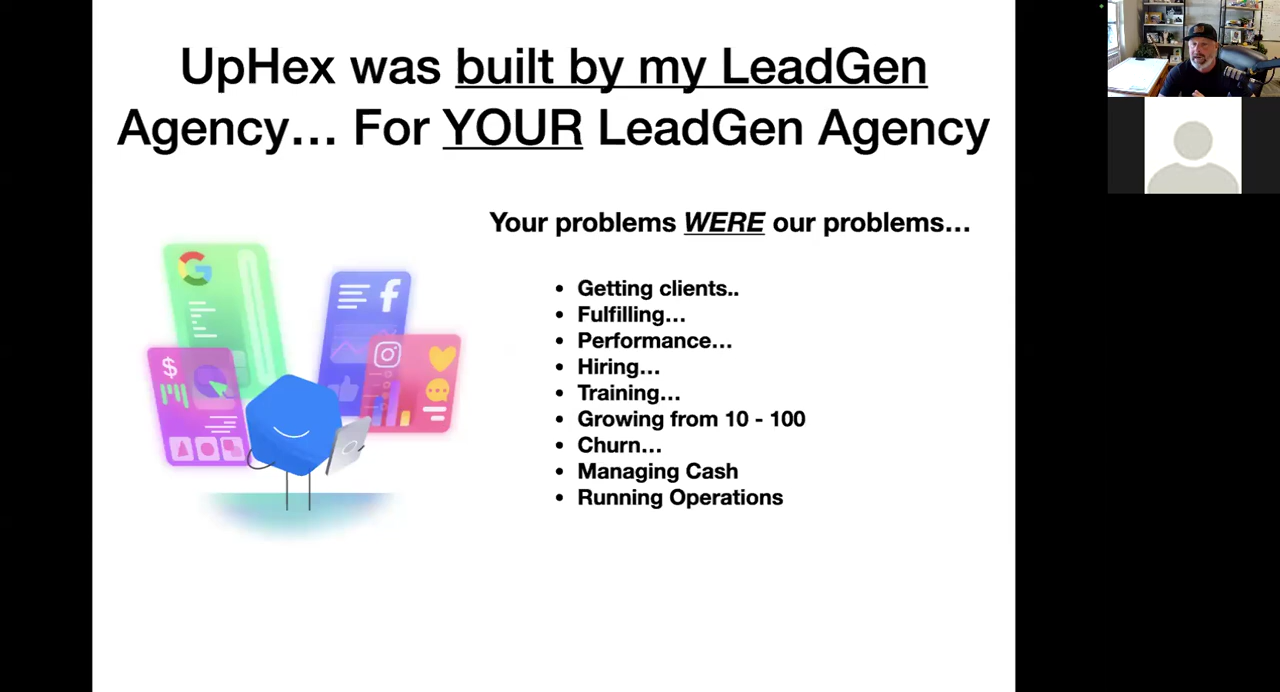 UpHex was built by my LeadGen
Agency... For YOUR LeadGen Agency
Your problems WERE our problems...
G
f
$
• Getting clients..
• Fulfilling...
• Performance...
• Hiring...
• Training...
• Growing from 10 - 100
• Churn...
• Managing Cash
• Running Operations